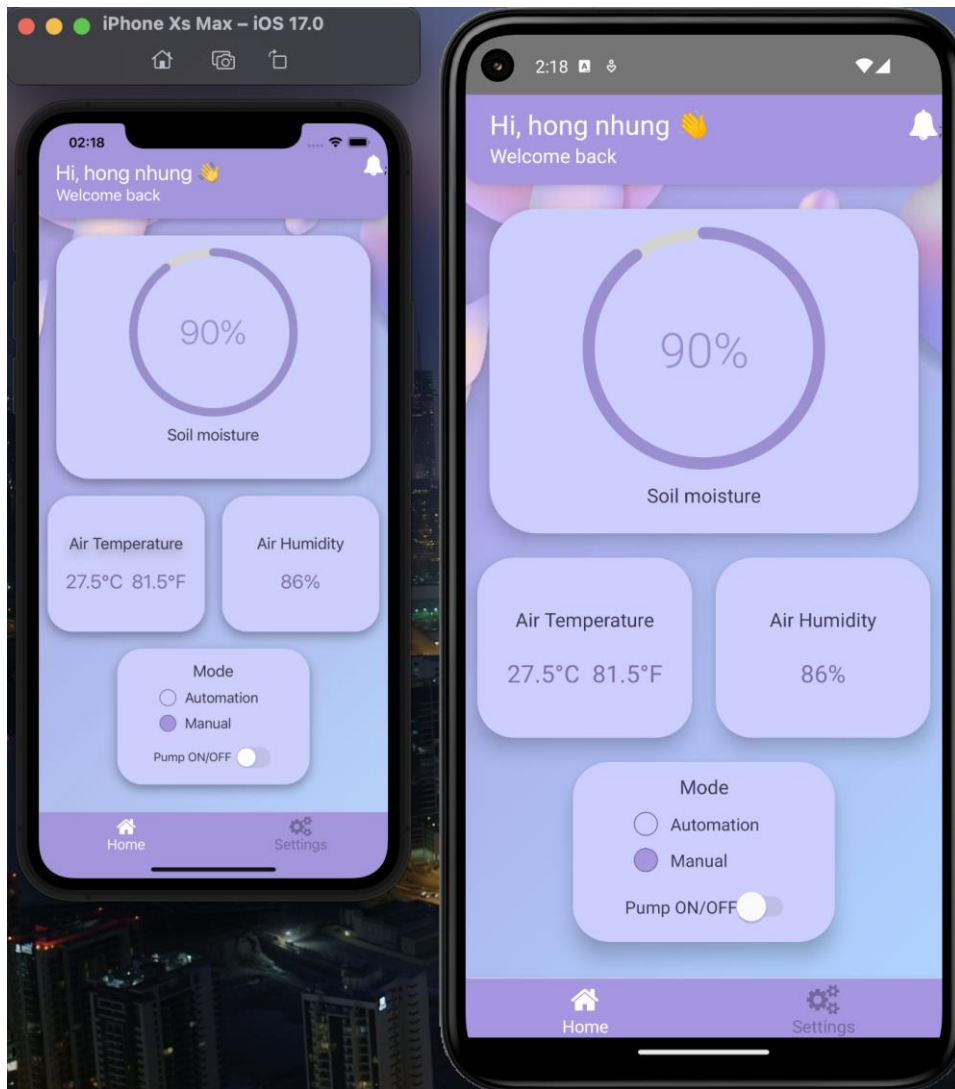 iPhone Xs Max – iOS 17.0
02:18
Hi, hong nhung 👋
Welcome back
90%
Soil moisture
Air Temperature
27.5°C 81.5°F
Air Humidity
86%
Mode
Automation
Manual
Pump ON/OFF
Home
Settings
2:18 A
Hi, hong nhung 👋
;
Welcome back
90%
Soil moisture
Air Temperature
27.5°C 81.5°F
Air Humidity
86%
Mode
Automation
Manual
Pump ON/OFF
Home
Settings